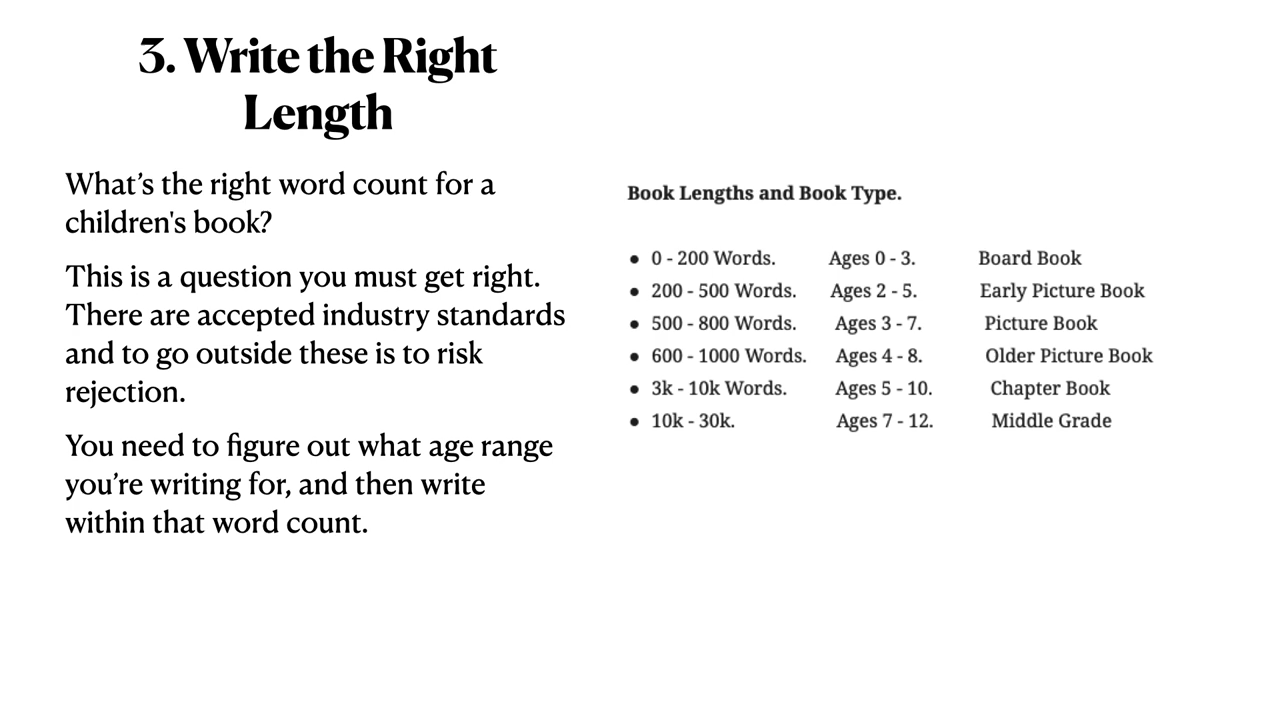 3. Write the Right
Length
What’s the right word count for a
children's book?
This is a question you must get right.
There are accepted industry standards
and to go outside these is to risk
rejection.
You need to figure out what age range
you’re writing for, and then write
within that word count.
Book Lengths and Book Type.
● 0 - 200 Words. Ages 0 - 3. Board Book
● 200 - 500 Words. Ages 2 - 5. Early Picture Book
● 500 - 800 Words. Ages 3 - 7. Picture Book
● 600 - 1000 Words. Ages 4 - 8. Older Picture Book
● 3k - 10k Words. Ages 5 - 10. Chapter Book
● 10k - 30k. Ages 7 - 12. Middle Grade